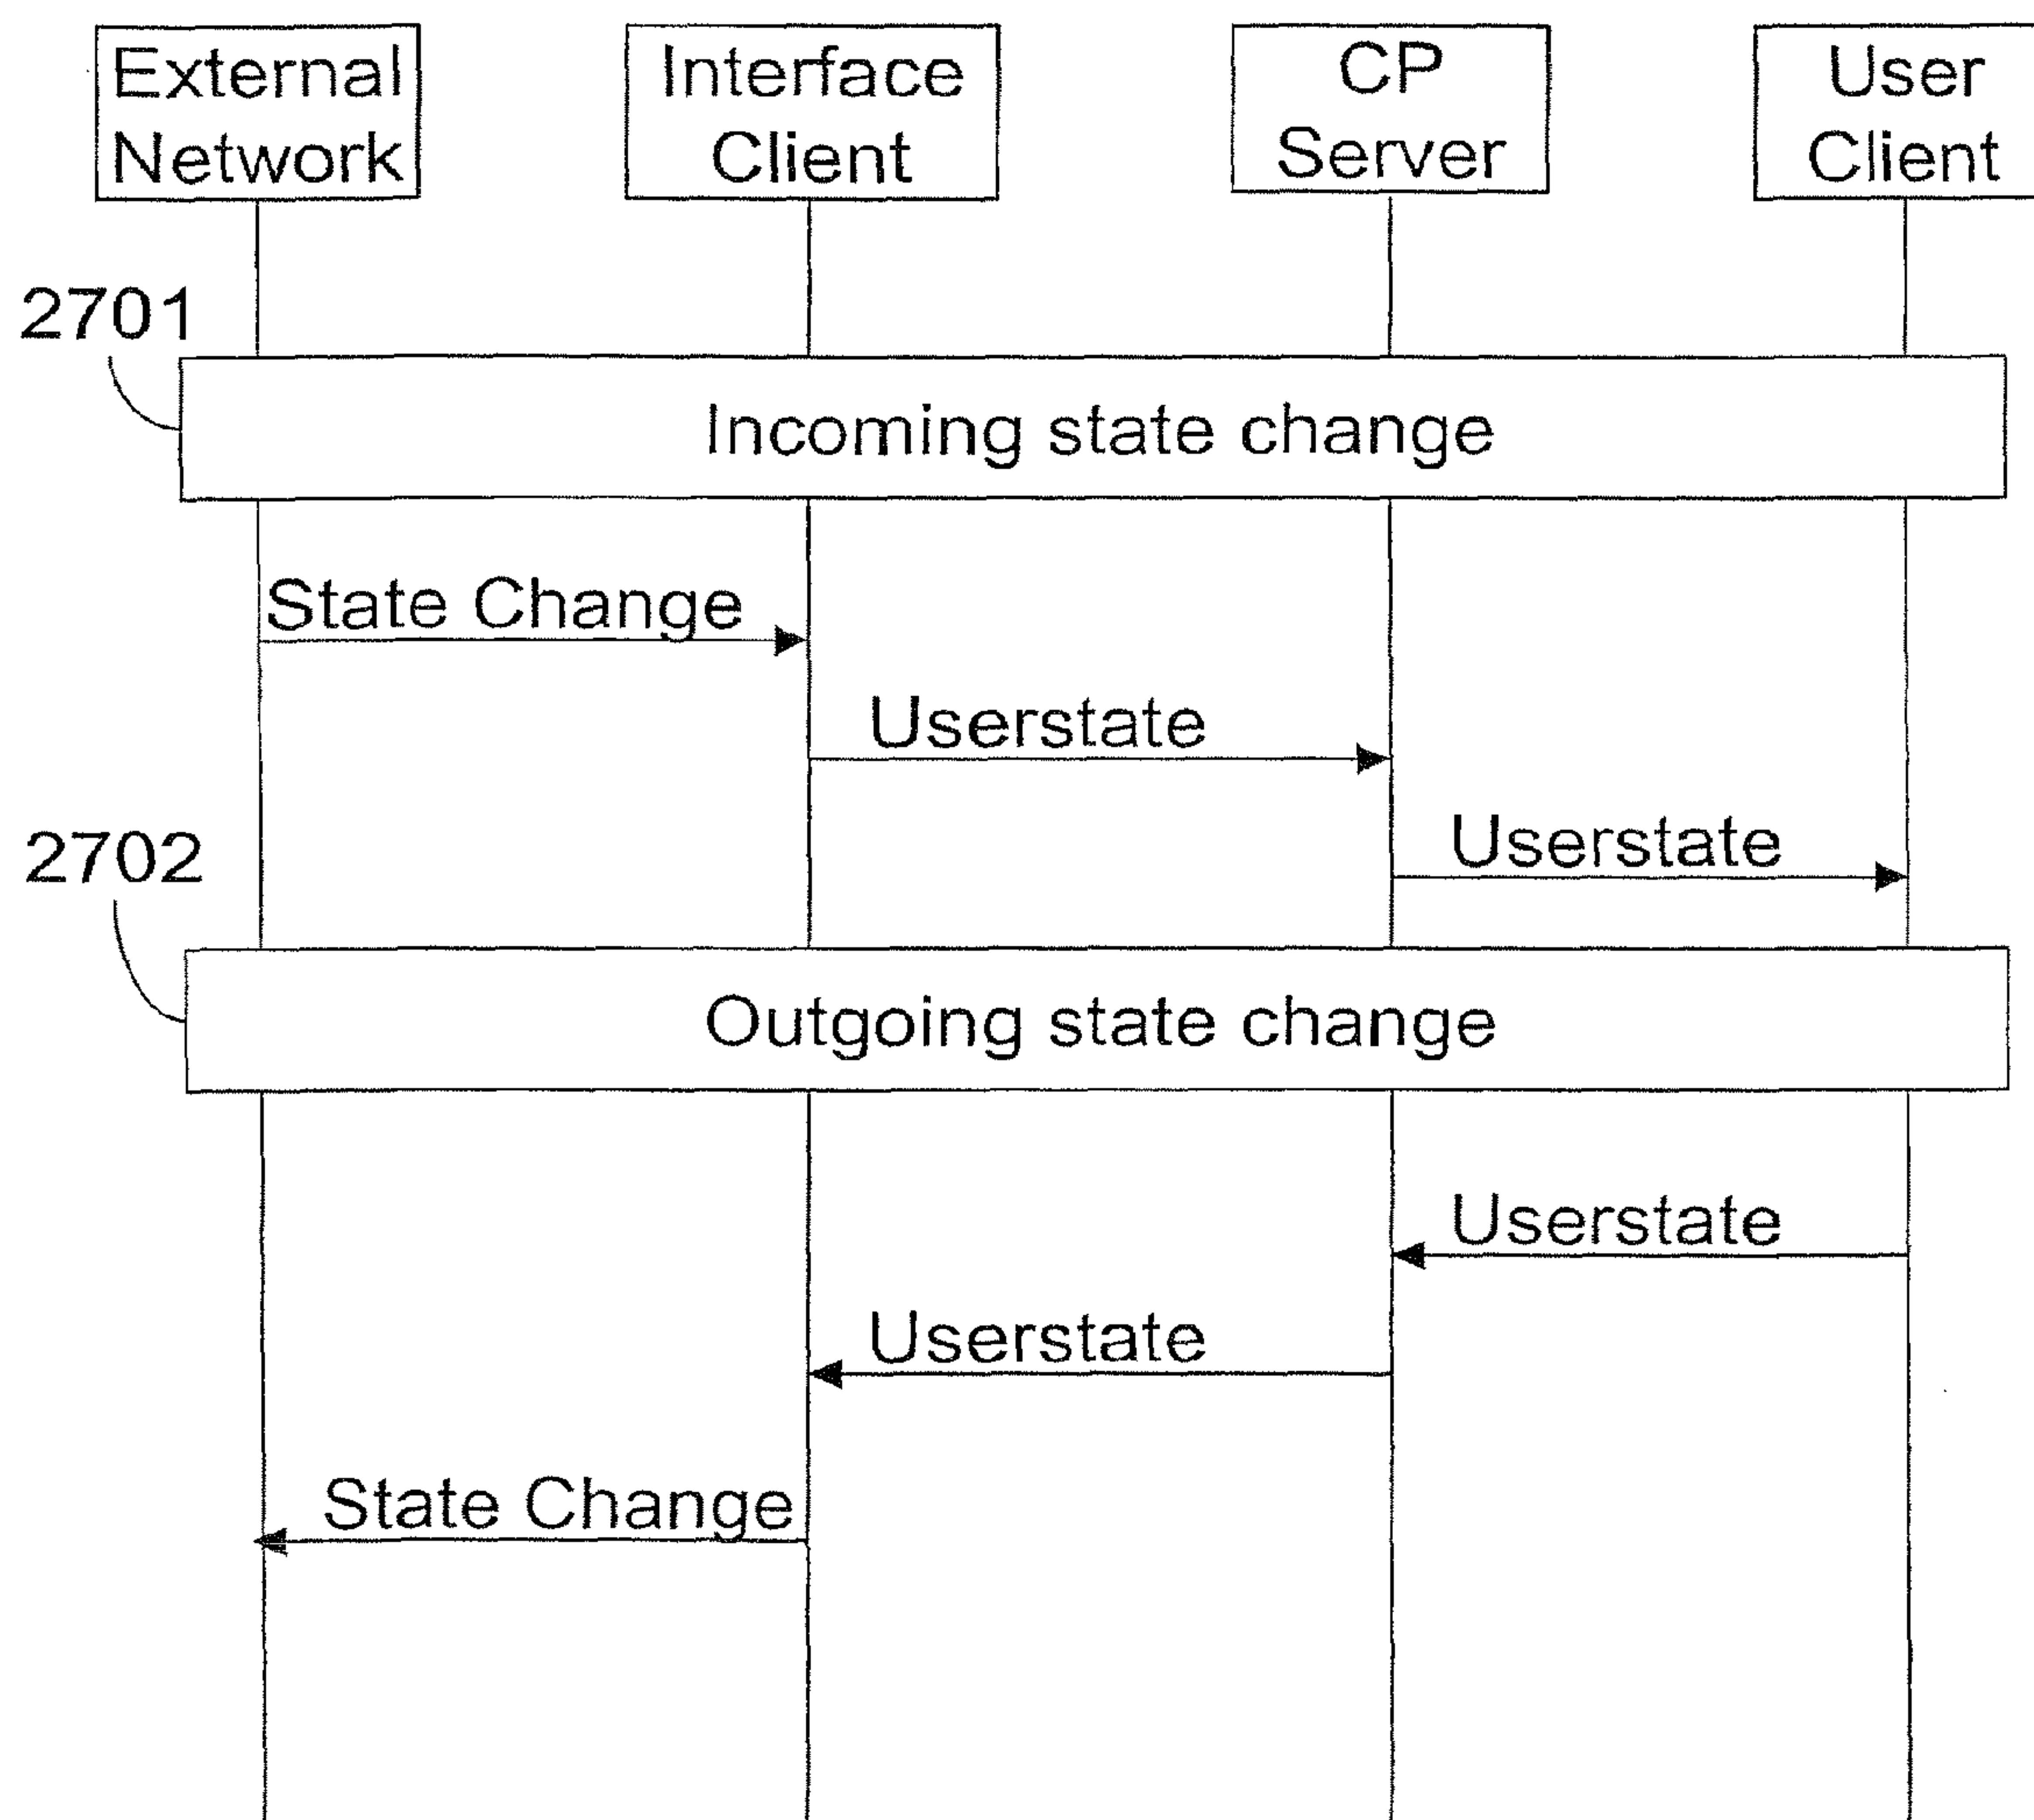 External
Network
Interface
Client
CP
Server
User
Client
2701
Incoming state change
State Change
Userstate
Userstate
2702
Outgoing state change
Userstate
Userstate
State Change